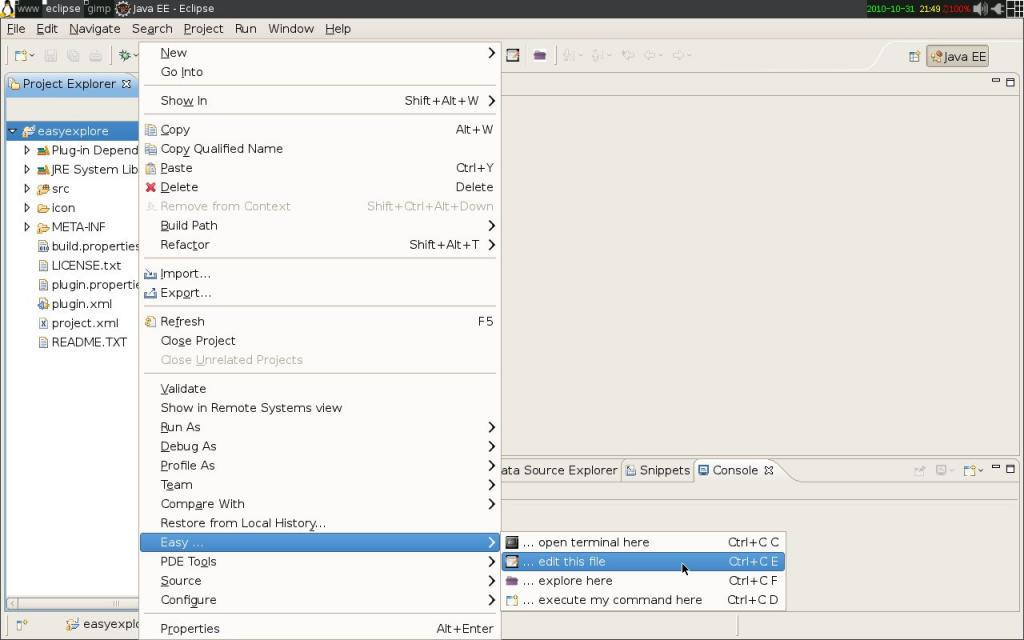 www eclipse gimp Java EE - Eclipse 2010-10-31 21:49 100%
File Edit Navigate Search Project Run Window Help
Java EE
Project Explorer
easyexplore
Plug-in Depend
JRE System Lib
src
icon
META-INF
build.properties
LICENSE.txt
plugin.properti
plugin.xml
project.xml
README.TXT
New
Go Into
Show In Shift+Alt+W
Copy Alt+W
Copy Qualified Name
Paste Ctrl+Y
Delete Delete
Remove from Context Shift+Ctrl+Alt+Down
Build Path
Refactor Shift+Alt+T
Import...
Export...
Refresh F5
Close Project
Close Unrelated Projects
Validate
Show in Remote Systems view
Run As
Debug As
Profile As
Team
Compare With
Restore from Local History...
Easy ...
PDE Tools
Source
Configure
Properties Alt+Enter
ata Source Explorer Snippets Console
... open terminal here Ctrl+C C
... edit this file Ctrl+C E
... explore here Ctrl+C F
... execute my command here Ctrl+C D
easyexplo